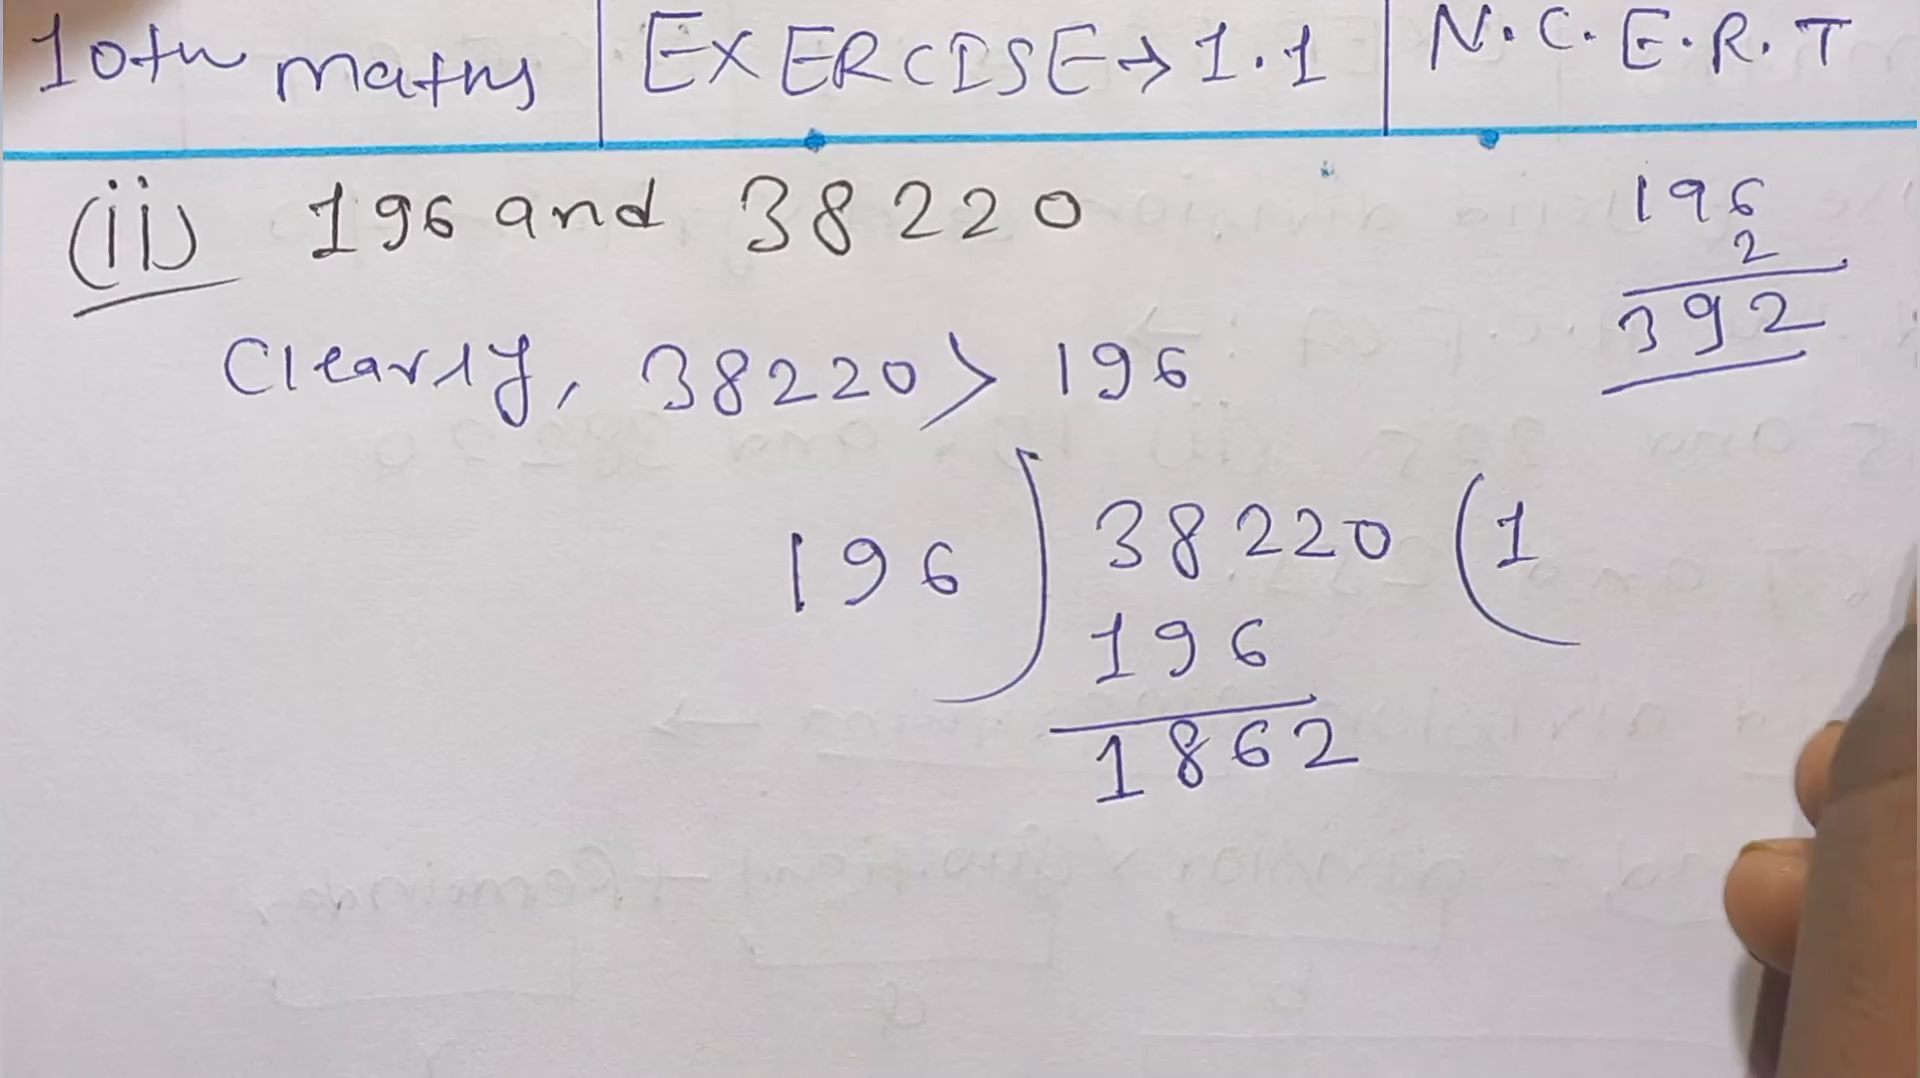 10th maths | EXERCISE → 1.1 | N.C.E.R.T
(ii) 196 and 38220
196
2
392
Clearly, 38220 > 196
196 ) 38220 ( 1
196
1862